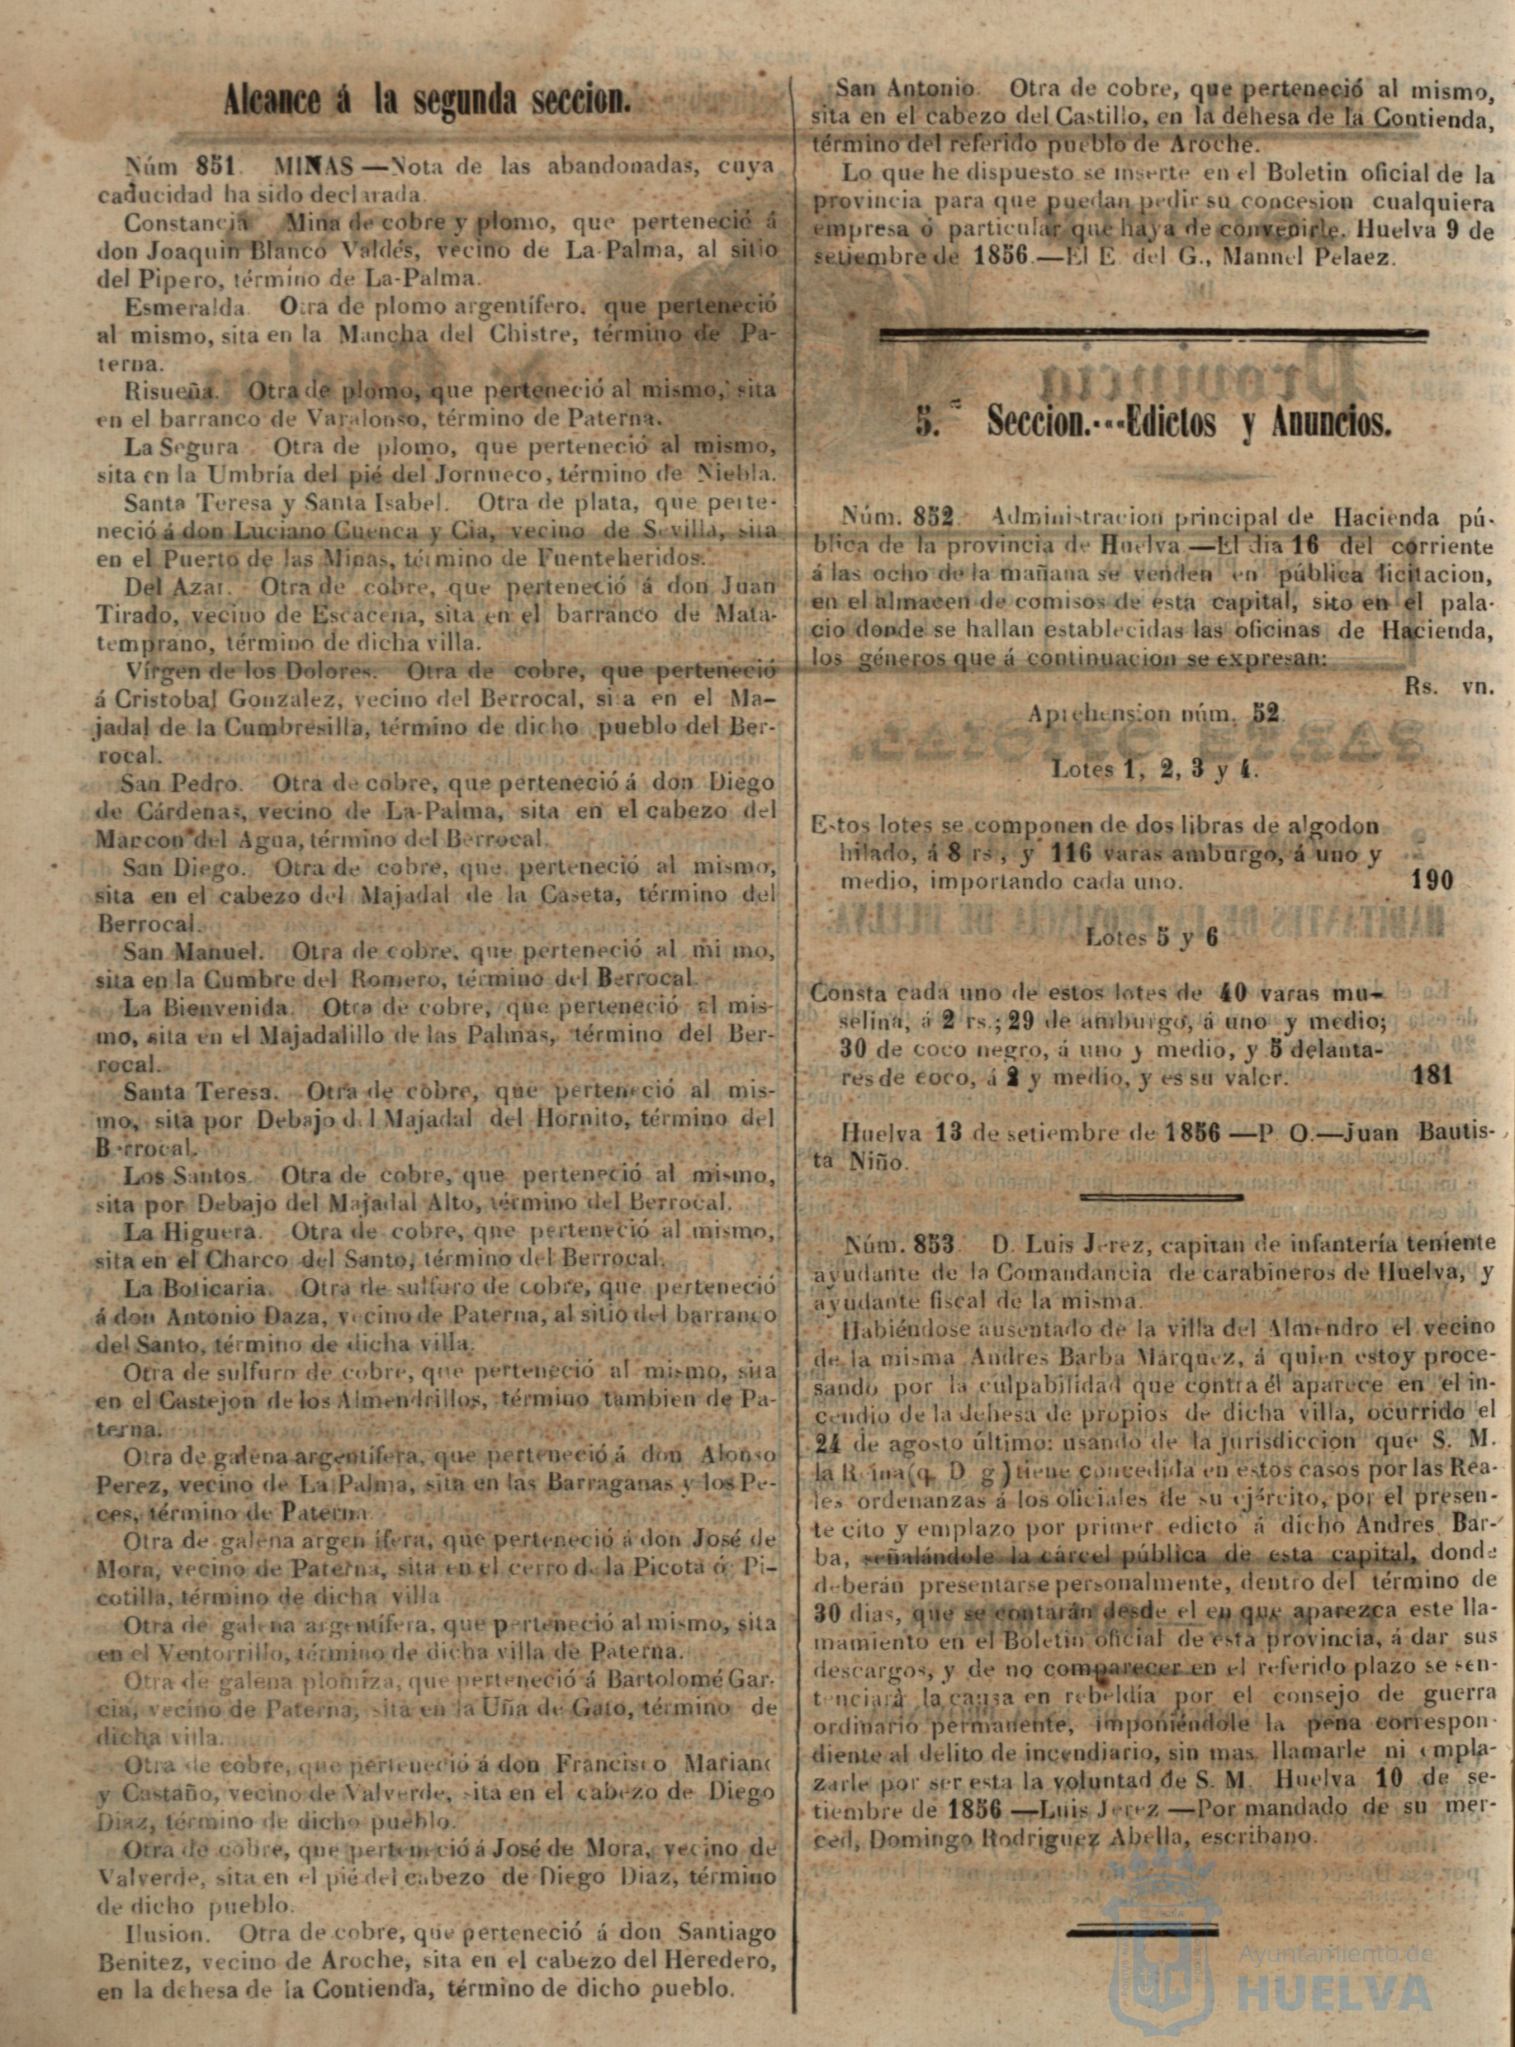 Alcance á la segunda seccion.
Núm 851. MINAS —Nota de las abandonadas, cuya
caducidad ha sido declarada.
Constancia Mina de cobre y plomo, que perteneció á
don Joaquin Blanco Valdés, vecino de La-Palma, al sitio
del Pipero, término de La-Palma.
Esmeralda. Otra de plomo argentífero, que perteneció
al mismo, sita en la Mancha del Chistre, término de Pa-
terna.
Risueña. Otra de plomo, que perteneció al mismo, sita
en el barranco de Varalonso, término de Paterna.
La Segura. Otra de plomo, que perteneció al mismo,
sita en la Umbría del pié del Jornueco, término de Niebla.
Santa Teresa y Santa Isabel. Otra de plata, que perte-
neció á don Luciano Cuenca y Cia, vecino de Sevilla, sita
en el Puerto de las Minas, término de Fuenteheridos.
Del Azar. Otra de cobre, que perteneció á don Juan
Tirado, vecino de Escacena, sita en el barranco de Mata-
temprano, término de dicha villa.
Vírgen de los Dolores. Otra de cobre, que perteneció
á Cristobal Gonzalez, vecino del Berrocal, sita en el Ma-
jadal de la Cumbresilla, término de dicho pueblo del Ber-
rocal.
San Pedro. Otra de cobre, que perteneció á don Diego
de Cárdenas, vecino de La-Palma, sita en el cabezo del
Marcon del Agua, término del Berrocal.
San Diego. Otra de cobre, que perteneció al mismo,
sita en el cabezo del Majadal de la Caseta, término del
Berrocal.
San Manuel. Otra de cobre, que perteneció al mi mo,
sita en la Cumbre del Romero, término del Berrocal.
La Bienvenida. Otra de cobre, que perteneció al mis-
mo, sita en el Majadalillo de las Palmas, término del Ber-
rocal.
Santa Teresa. Otra de cobre, que perteneció al mis-
mo, sita por Debajo del Majadal del Hornito, término del
Berrocal.
Los Santos. Otra de cobre, que perteneció al mismo,
sita por Debajo del Majadal Alto, término del Berrocal.
La Higuera. Otra de cobre, que perteneció al mismo,
sita en el Charco del Santo, término del Berrocal.
La Boticaria. Otra de sulfuro de cobre, que perteneció
á don Antonio Daza, vecino de Paterna, al sitio del barranco
del Santo, término de dicha villa.
Otra de sulfuro de cobre, que perteneció al mismo, sita
en el Castejon de los Almendrillos, término tambien de Pa-
terna.
Otra de galena argentífera, que perteneció á don Alonso
Perez, vecino de La Palma, sita en las Barraganas y los Pe-
ces, término de Paterna
Otra de galena argentífera, que perteneció á don José de
Mora, vecino de Paterna, sita en el cerro de la Picota ó Pi-
cotilla, término de dicha villa
Otra de galena argentífera, que perteneció al mismo, sita
en el Ventorrillo, término de dicha villa de Paterna.
Otra de galena plomiza, que perteneció á Bartolomé Gar-
cia, vecino de Paterna, sita en la Uña de Gato, término de
dicha villa.
Otra de cobre, que perteneció á don Francisco Mariano
y Castaño, vecino de Valverde, sita en el cabezo de Diego
Diaz, término de dicho pueblo.
Otra de cobre, que perteneció á José de Mora, vecino de
Valverde, sita en el pié del cabezo de Diego Diaz, término
de dicho pueblo.
Ilusion. Otra de cobre, que perteneció á don Santiago
Benitez, vecino de Aroche, sita en el cabezo del Heredero,
en la dehesa de la Contienda, término de dicho pueblo.
San Antonio. Otra de cobre, que perteneció al mismo,
sita en el cabezo del Castillo, en la dehesa de la Contienda,
término del referido pueblo de Aroche.
Lo que he dispuesto se inserte en el Boletin oficial de la
provincia para que puedan pedir su concesion cualquiera
empresa ó particular que haya de convenirle. Huelva 9 de
setiembre de 1856.—El E. del G., Mannel Pelaez.
5.ª Seccion.---Edictos y Anuncios.
Núm. 852. Administracion principal de Hacienda pú-
blica de la provincia de Huelva.—El dia 16 del corriente
á las ocho de la mañana se venden en pública licitacion,
en el almacen de comisos de esta capital, sito en el pala-
cio donde se hallan establecidas las oficinas de Hacienda,
los géneros que á continuacion se expresan:
Rs. vn.
Aprehension núm. 52.
Lotes 1, 2, 3 y 4.
Estos lotes se componen de dos libras de algodon
hilado, á 8 rs., y 116 varas amburgo, á uno y
medio, importando cada uno. 190
Lotes 5 y 6
Consta cada uno de estos lotes de 40 varas mu-
selina, á 2 rs.; 29 de amburgo, á uno y medio;
30 de coco negro, á uno y medio, y 5 delanta-
res de coco, á 2 y medio, y es su valor. 181
Huelva 13 de setiembre de 1856 —P. O.—Juan Bautis-
ta Niño.
Núm. 853. D. Luis Jerez, capitan de infantería teniente
ayudante de la Comandancia de carabineros de Huelva, y
ayudante fiscal de la misma.
Habiéndose ausentado de la villa del Almendro el vecino
de la misma Andres Barba Marquez, á quien estoy proce-
sando por la culpabilidad que contra él aparece en el in-
cendio de la dehesa de propios de dicha villa, ocurrido el
24 de agosto último: usando de la jurisdiccion que S. M.
la Reina (q. D. g) tiene concedida en estos casos por las Rea-
les ordenanzas á los oficiales de su ejército, por el presen-
te cito y emplazo por primer edicto á dicho Andres Bar-
ba, señalándole la cárcel pública de esta capital, donde
deberán presentarse personalmente, dentro del término de
30 dias, que se contarán desde el en que aparezca este lla-
mamiento en el Boletin oficial de esta provincia, á dar sus
descargos, y de no comparecer en el referido plazo se sen-
tenciará la causa en rebeldía por el consejo de guerra
ordinario permanente, imponiéndole la pena correspon-
diente al delito de incendiario, sin mas llamarle ni empla-
zarle por ser esta la voluntad de S. M. Huelva 10 de se-
tiembre de 1856 —Luis Jerez —Por mandado de su mer-
ced, Domingo Rodriguez Abella, escribano.
Ayuntamiento de
HUELVA